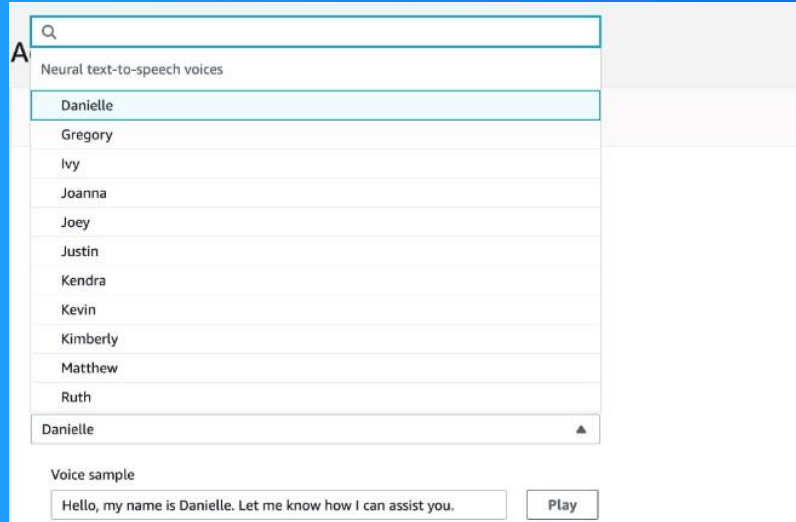 A
Neural text-to-speech voices
Danielle
Gregory
Ivy
Joanna
Joey
Justin
Kendra
Kevin
Kimberly
Matthew
Ruth
Danielle
Voice sample
Hello, my name is Danielle. Let me know how I can assist you.
Play